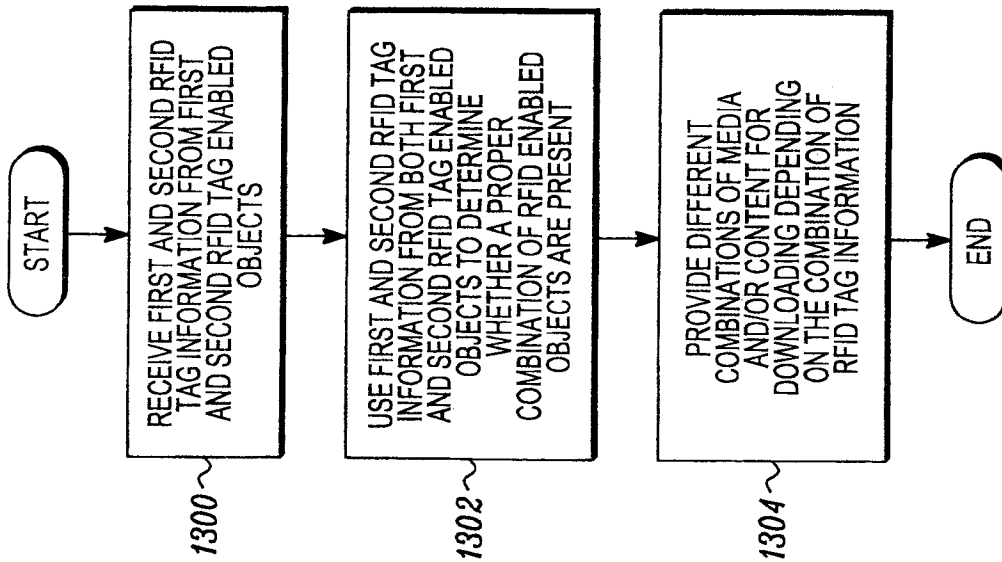 START
RECEIVE FIRST AND SECOND RFID
TAG INFORMATION FROM FIRST
AND SECOND RFID TAG ENABLED
OBJECTS
1300
USE FIRST AND SECOND RFID TAG
INFORMATION FROM BOTH FIRST
AND SECOND RFID TAG ENABLED
OBJECTS TO DETERMINE
WHETHER A PROPER
COMBINATION OF RFID ENABLED
OBJECTS ARE PRESENT
1302
PROVIDE DIFFERENT
COMBINATIONS OF MEDIA
AND/OR CONTENT FOR
DOWNLOADING DEPENDING
ON THE COMBINATION OF
RFID TAG INFORMATION
1304
END